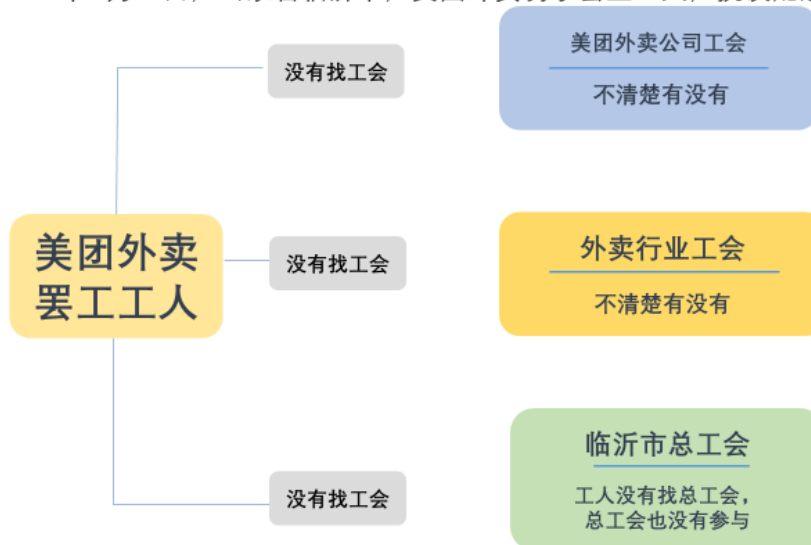 没有找工会
美团外卖公司工会
不清楚有没有
美团外卖
罢工工人
没有找工会
外卖行业工会
不清楚有没有
没有找工会
临沂市总工会
工人没有找总工会，
总工会也没有参与